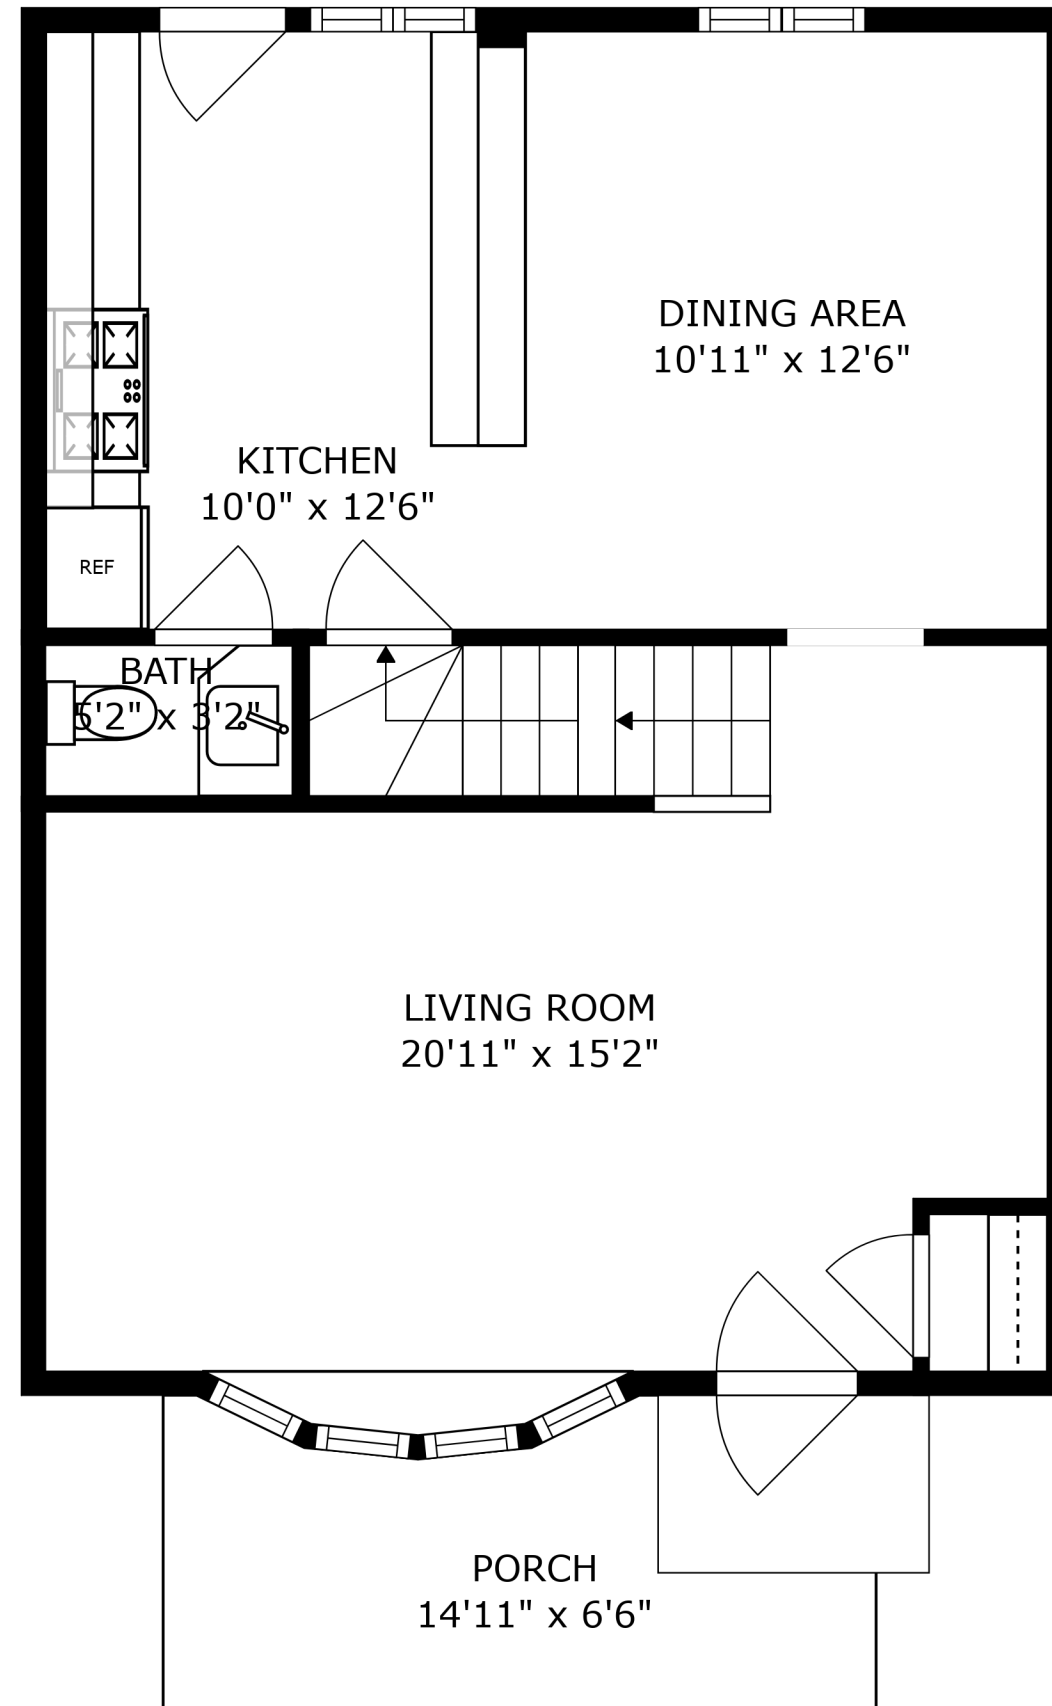 DINING AREA
10'11" x 12'6"
KITCHEN
10'0" x 12'6"
REF
BATH
5'2" x 3'2"
LIVING ROOM
20'11" x 15'2"
PORCH
14'11" x 6'6"